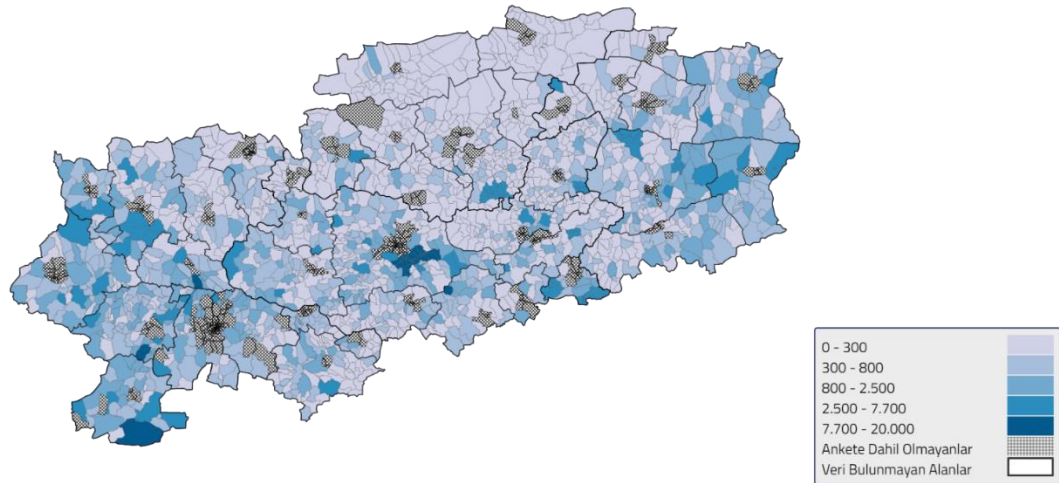 0 - 300
300 - 800
800 - 2.500
2.500 - 7.700
7.700 - 20.000
Ankete Dahil Olmayanlar
Veri Bulunmayan Alanlar